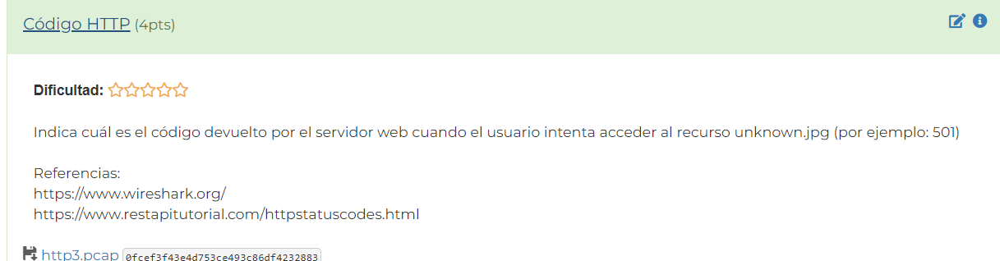 Código HTTP (4pts)
Dificultad:
Indica cuál es el código devuelto por el servidor web cuando el usuario intenta acceder al recurso unknown.jpg (por ejemplo: 501)
Referencias:
https://www.wireshark.org/
https://www.restapitutorial.com/httpstatuscodes.html
http3.pcap 0fcef3f43e4d753ce493c86df4232883